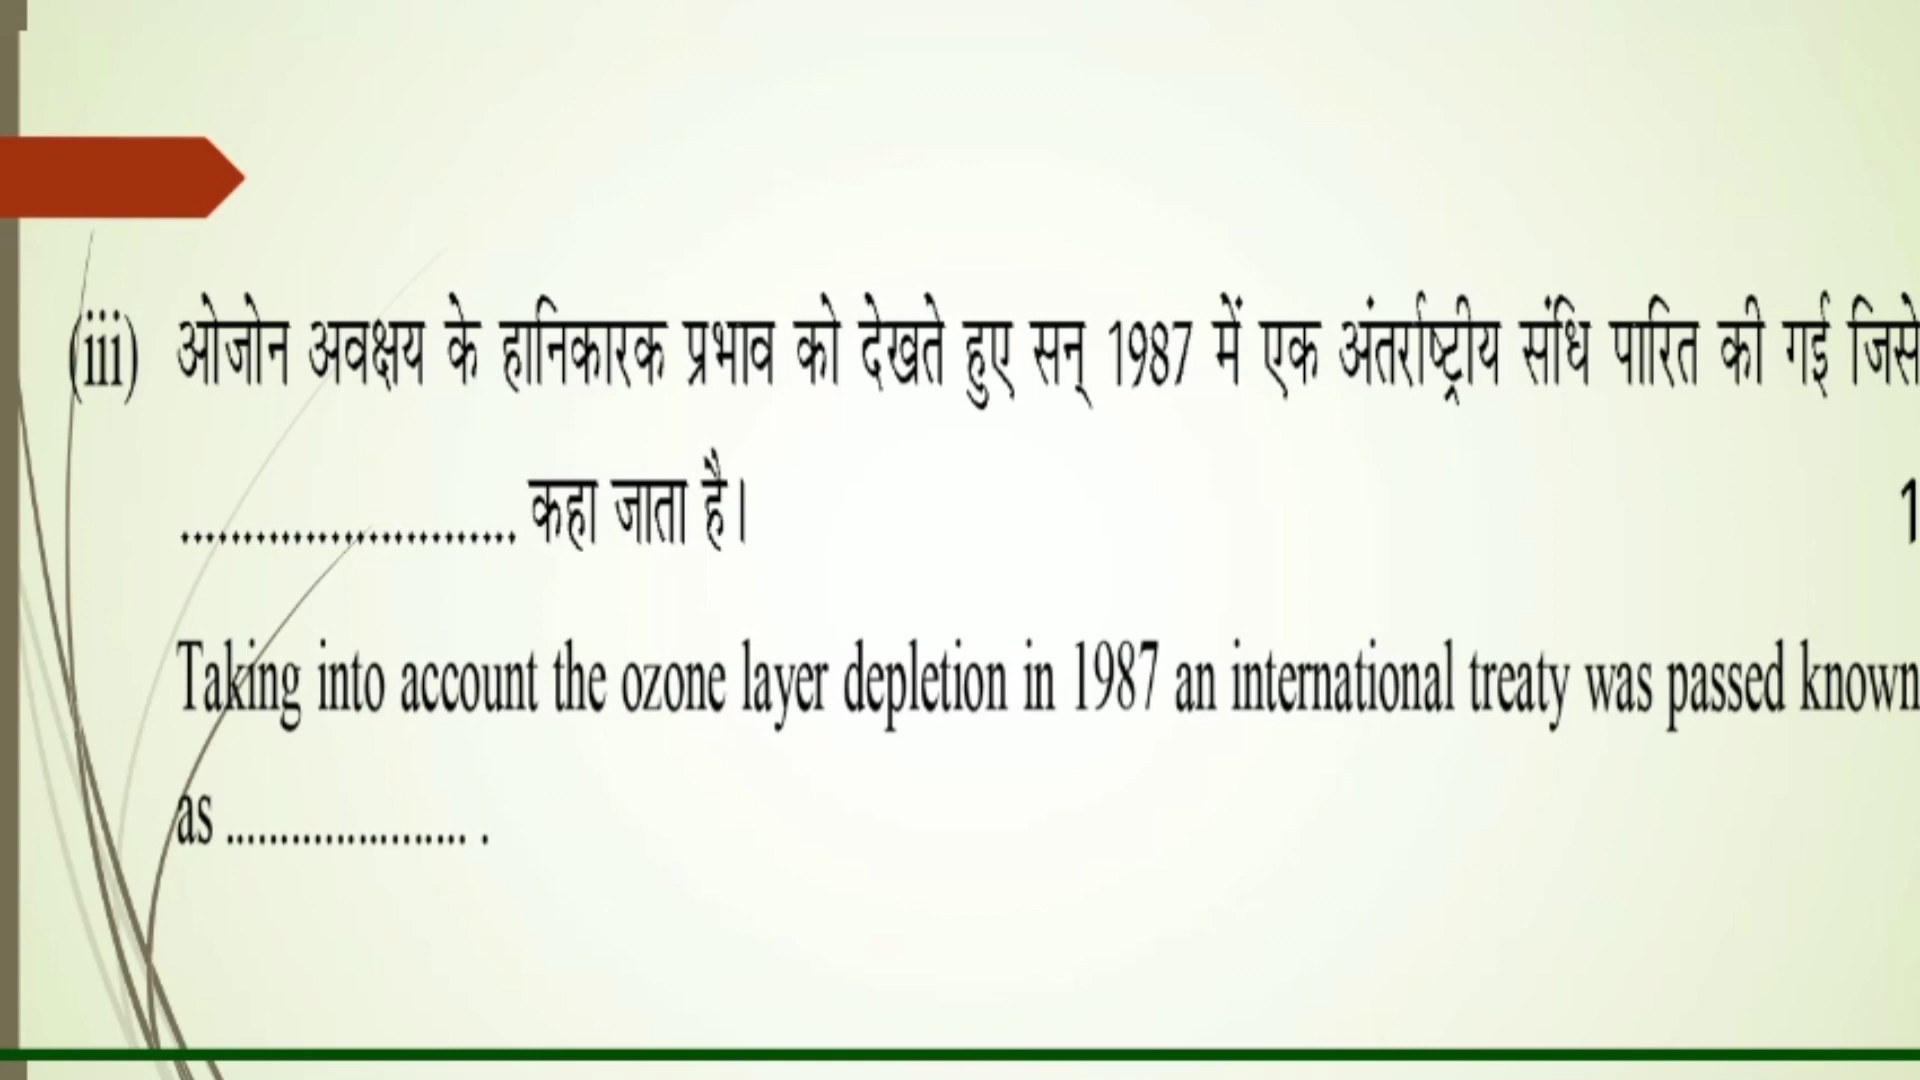 (iii) ओजोन अवक्षय के हानिकारक प्रभाव को देखते हुए सन् 1987 में एक अंतर्राष्ट्रीय संधि पारित की गई जिसे
.......................... कहा जाता है। 1
Taking into account the ozone layer depletion in 1987 an international treaty was passed known
as ...................... .